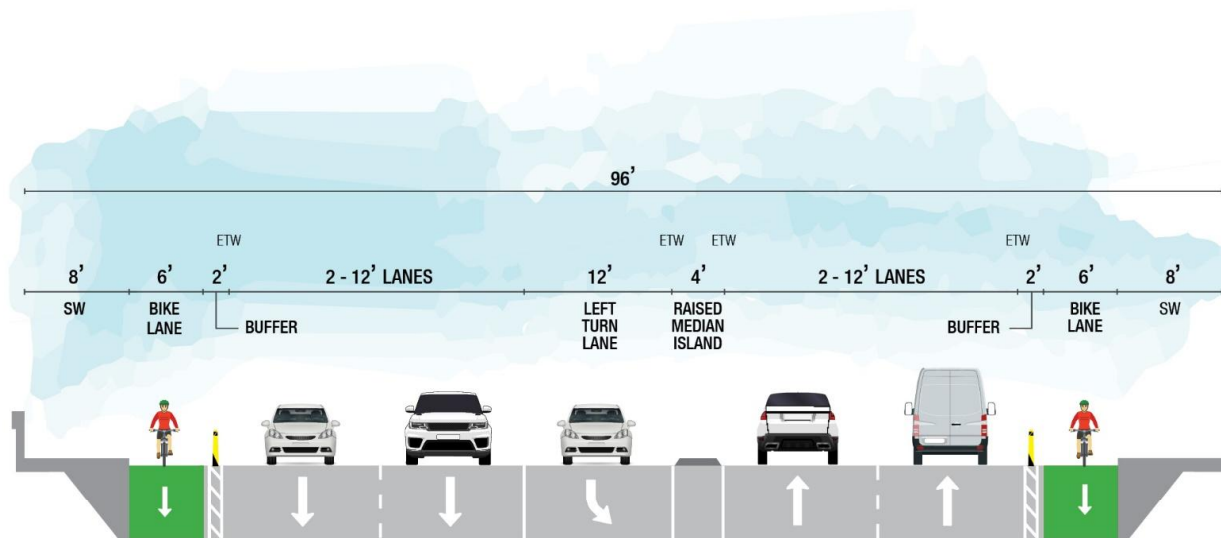 96’
ETW
ETW
ETW
ETW
8’
6’
2’
2 - 12’ LANES
12’
4’
2 - 12’ LANES
2’
6’
8’
SW
BIKE
LANE
BUFFER
LEFT
TURN
LANE
RAISED
MEDIAN
ISLAND
BUFFER
BIKE
LANE
SW